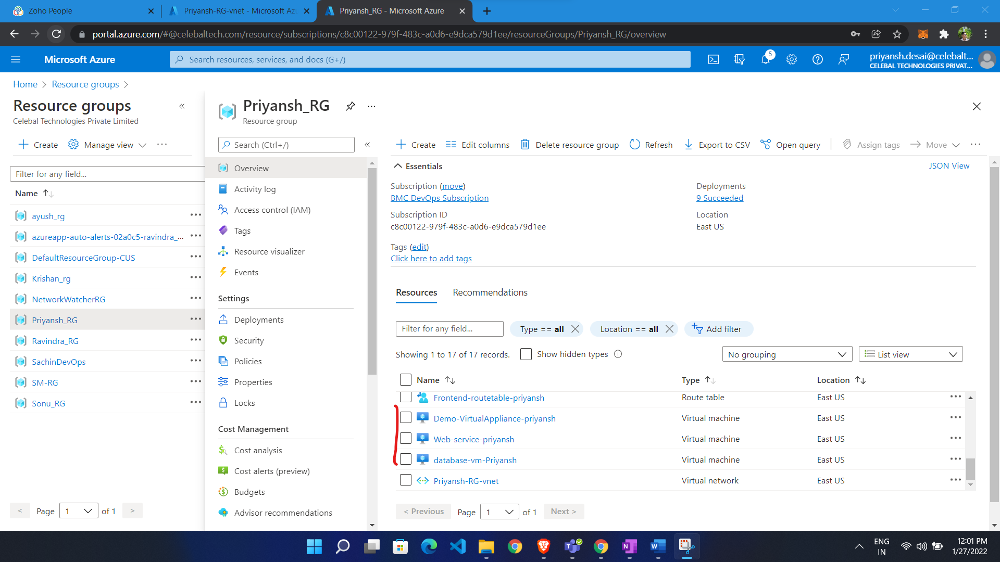 Zoho People
Priyansh-RG-vnet - Microsoft Az
Priyansh_RG - Microsoft Azure
portal.azure.com/#@celebaltech.com/resource/subscriptions/c8c00122-979f-483c-a0d6-e9dca579d1ee/resourceGroups/Priyansh_RG/overview
Microsoft Azure
Search resources, services, and docs (G+/)
5
priyansh.desai@celebalt...
CELEBAL TECHNOLOGIES PRIVAT...
Home > Resource groups >
Resource groups
Celebal Technologies Private Limited
Create
Manage view
Filter for any field...
Name
ayush_rg
azureapp-auto-alerts-02a0c5-ravindra_...
DefaultResourceGroup-CUS
Krishan_rg
NetworkWatcherRG
Priyansh_RG
Ravindra_RG
SachinDevOps
SM-RG
Sonu_RG
< Page 1 of 1 >
Priyansh_RG
Resource group
Search (Ctrl+/)
Overview
Activity log
Access control (IAM)
Tags
Resource visualizer
Events
Settings
Deployments
Security
Policies
Properties
Locks
Cost Management
Cost analysis
Cost alerts (preview)
Budgets
Advisor recommendations
Create
Edit columns
Delete resource group
Refresh
Export to CSV
Open query
Assign tags
Move
Essentials
JSON View
Subscription (move)
BMC DevOps Subscription
Subscription ID
c8c00122-979f-483c-a0d6-e9dca579d1ee
Deployments
9 Succeeded
Location
East US
Tags (edit)
Click here to add tags
Resources
Recommendations
Filter for any field...
Type == all
Location == all
Add filter
Showing 1 to 17 of 17 records.
Show hidden types
No grouping
List view
Name Type Location
Frontend-routetable-priyansh Route table East US
Demo-VirtualAppliance-priyansh Virtual machine East US
Web-service-priyansh Virtual machine East US
database-vm-Priyansh Virtual machine East US
Priyansh-RG-vnet Virtual network East US
< Previous Page 1 of 1 Next >
ENG
IN
12:01 PM
1/27/2022